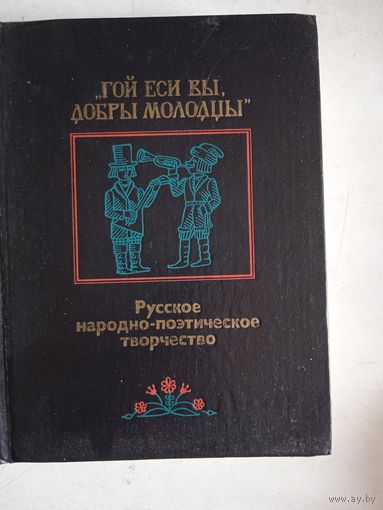 „ГОЙ ЕСИ ВЫ,
ДОБРЫ МОЛОДЦЫ"
Русское
народно-поэтическое
творчество
www.ay.by